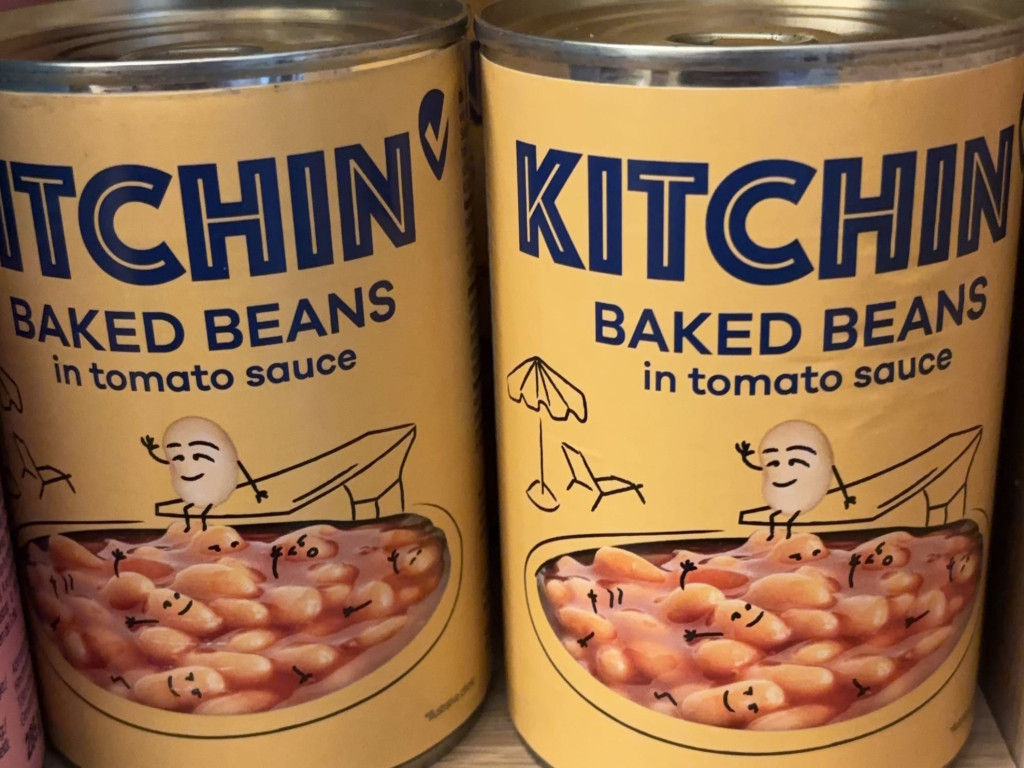 ITCHIN
BAKED BEANS
in tomato sauce
KITCHIN
BAKED BEANS
in tomato sauce